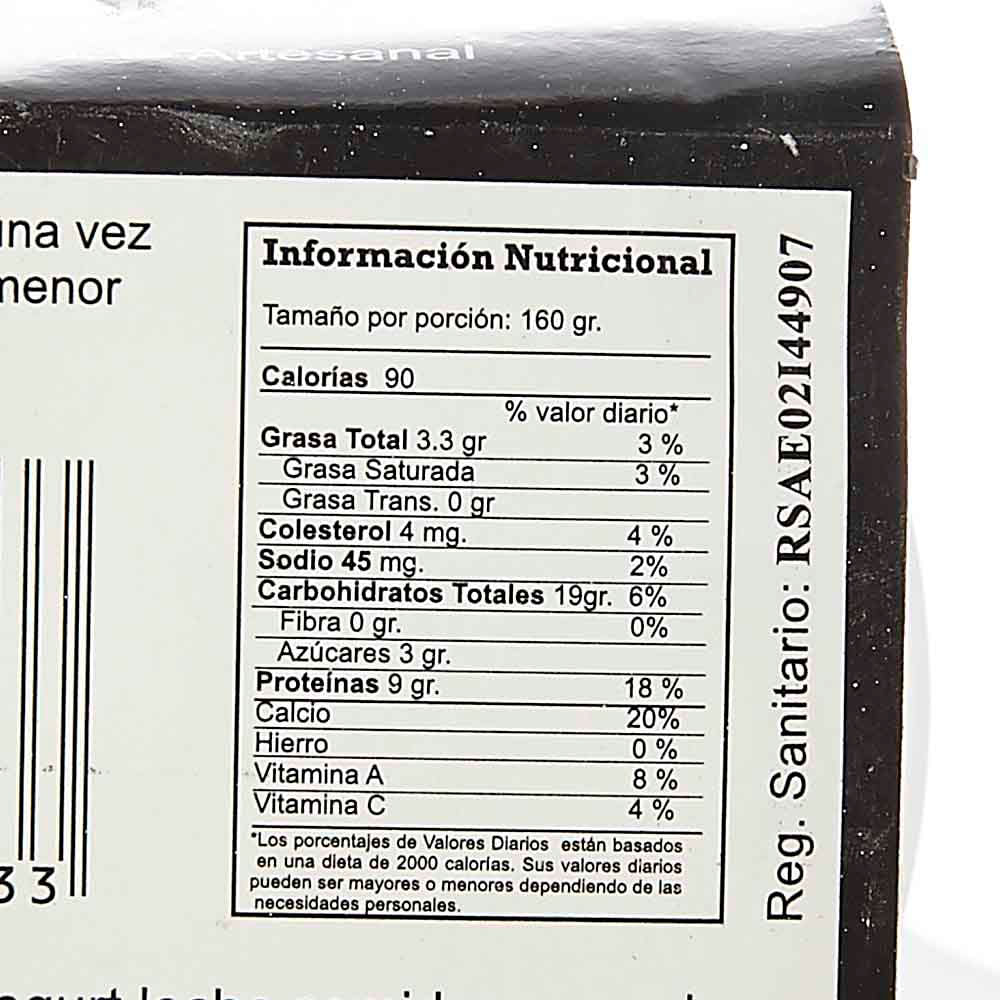 Artesanal
una vez
menor
Información Nutricional
Tamaño por porción: 160 gr.
Calorías 90
% valor diario*
Grasa Total 3.3 gr 3 %
Grasa Saturada 3 %
Grasa Trans. 0 gr
Colesterol 4 mg. 4 %
Sodio 45 mg. 2%
Carbohidratos Totales 19gr. 6%
Fibra 0 gr. 0%
Azúcares 3 gr.
Proteínas 9 gr. 18 %
Calcio 20%
Hierro 0 %
Vitamina A 8 %
Vitamina C 4 %
*Los porcentajes de Valores Diarios están basados
en una dieta de 2000 calorías. Sus valores diarios
pueden ser mayores o menores dependiendo de las
necesidades personales.
Reg. Sanitario: RSAE02I44907
33